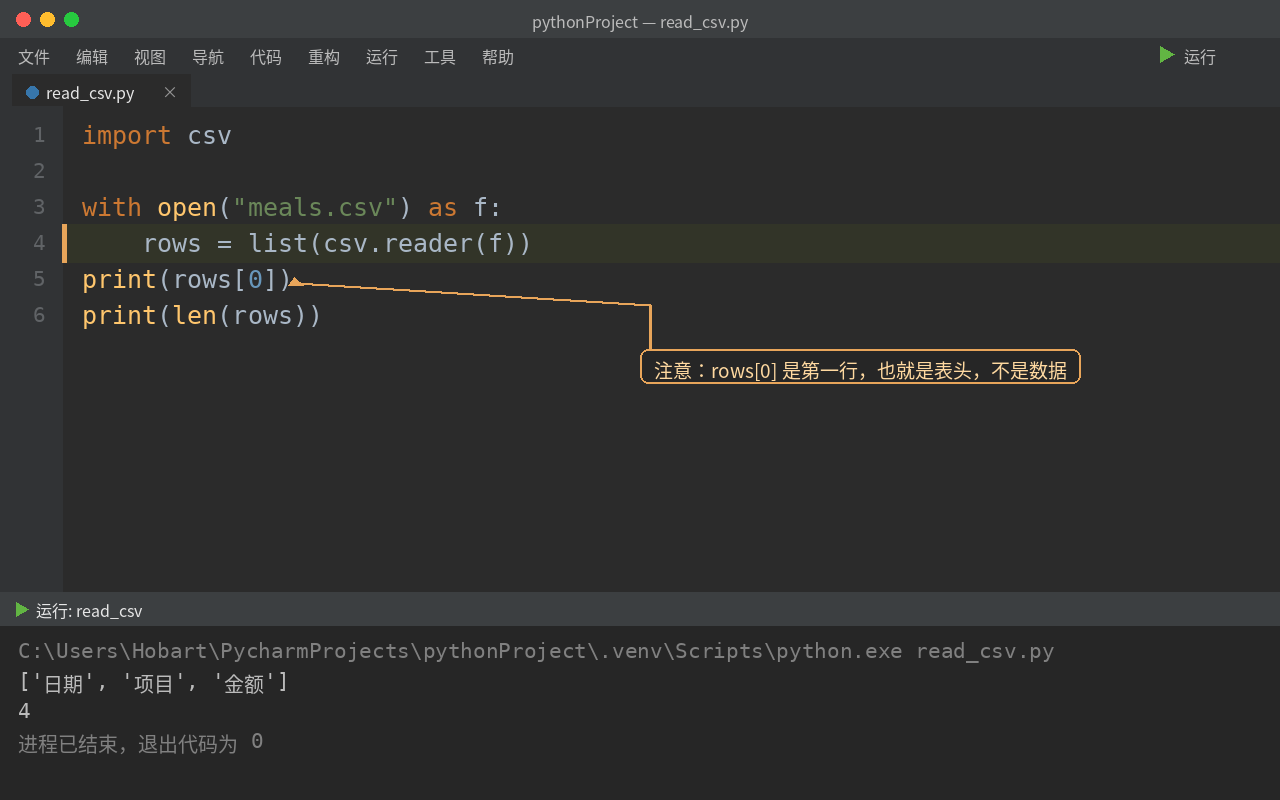 pythonProject — read_csv.py
文件 编辑 视图 导航 代码 重构 运行 工具 帮助 运行
read_csv.py ×
1 import csv
2
3 with open("meals.csv") as f:
4     rows = list(csv.reader(f))
5 print(rows[0])
6 print(len(rows))
注意：rows[0] 是第一行，也就是表头，不是数据
运行: read_csv
C:\Users\Hobart\PycharmProjects\pythonProject\.venv\Scripts\python.exe read_csv.py
['日期', '项目', '金额']
4
进程已结束，退出代码为 0